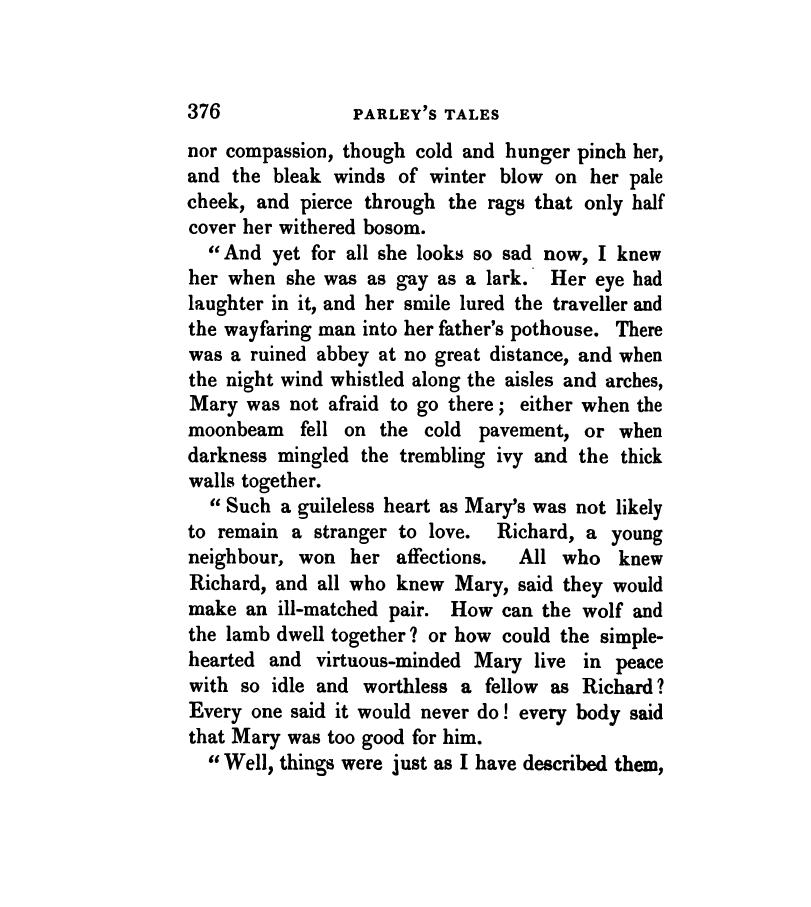 376 PARLEY'S TALES
nor compassion, though cold and hunger pinch her,
and the bleak winds of winter blow on her pale
cheek, and pierce through the rags that only half
cover her withered bosom.
"And yet for all she looks so sad now, I knew
her when she was as gay as a lark. Her eye had
laughter in it, and her smile lured the traveller and
the wayfaring man into her father's pothouse. There
was a ruined abbey at no great distance, and when
the night wind whistled along the aisles and arches,
Mary was not afraid to go there; either when the
moonbeam fell on the cold pavement, or when
darkness mingled the trembling ivy and the thick
walls together.
"Such a guileless heart as Mary's was not likely
to remain a stranger to love. Richard, a young
neighbour, won her affections. All who knew
Richard, and all who knew Mary, said they would
make an ill-matched pair. How can the wolf and
the lamb dwell together? or how could the simple-
hearted and virtuous-minded Mary live in peace
with so idle and worthless a fellow as Richard?
Every one said it would never do! every body said
that Mary was too good for him.
"Well, things were just as I have described them,